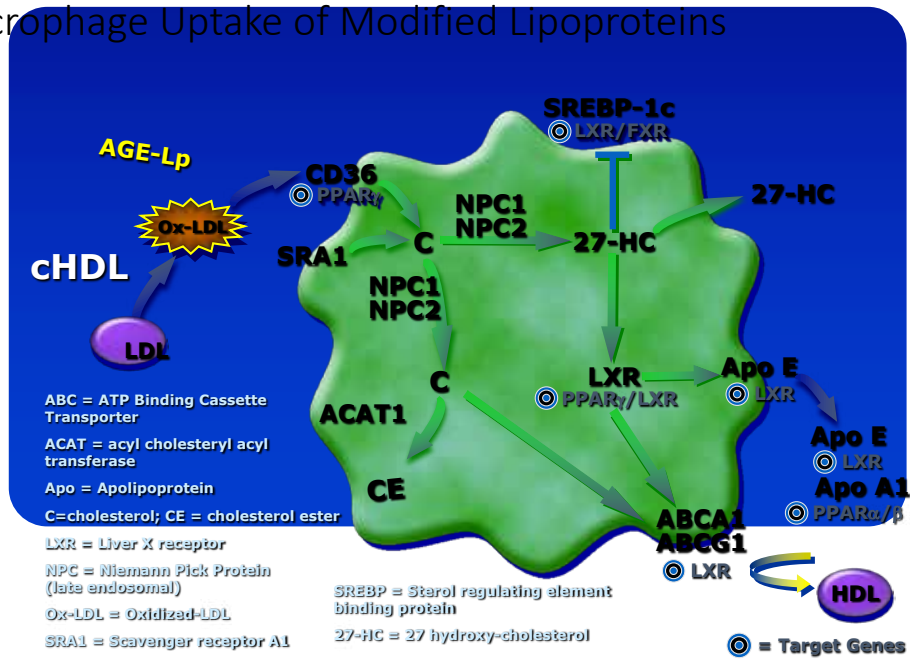 crophage Uptake of Modified Lipoproteins
SREBP-1c
LXR/FXR
AGE-Lp
CD36
PPARγ
27-HC
NPC1
NPC2
Ox-LDL
C
27-HC
SRA1
cHDL
NPC1
NPC2
LDL
Apo E
LXR
LXR
PPARγ/LXR
C
ACAT1
CE
Apo E
LXR
Apo A1
PPARα/β
ABCA1
ABCG1
LXR
HDL
ABC = ATP Binding Cassette
Transporter
ACAT = acyl cholesteryl acyl
transferase
Apo = Apolipoprotein
C=cholesterol; CE = cholesterol ester
LXR = Liver X receptor
NPC = Niemann Pick Protein
(late endosomal)
Ox-LDL = Oxidized-LDL
SRA1 = Scavenger receptor A1
SREBP = Sterol regulating element
binding protein
27-HC = 27 hydroxy-cholesterol
= Target Genes